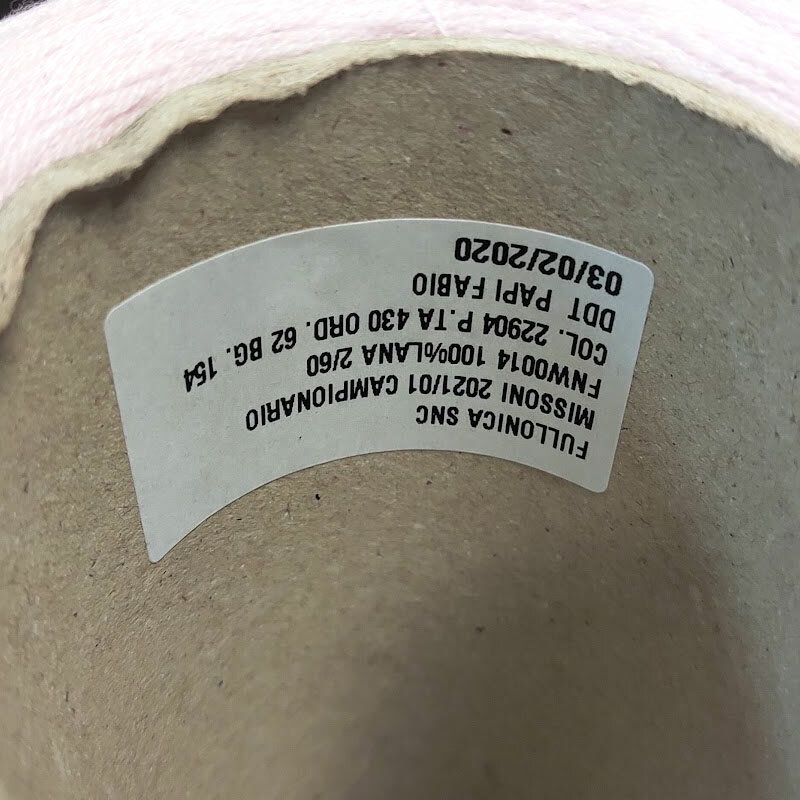 FULLONICA SNC
MISSONI 2021/01 CAMPIONARIO
FNW0014 100%LANA 2/60
COL. 22904 P.TA 430 ORD. 62 BG. 154
DDT PAPI FABIO
03/02/2020